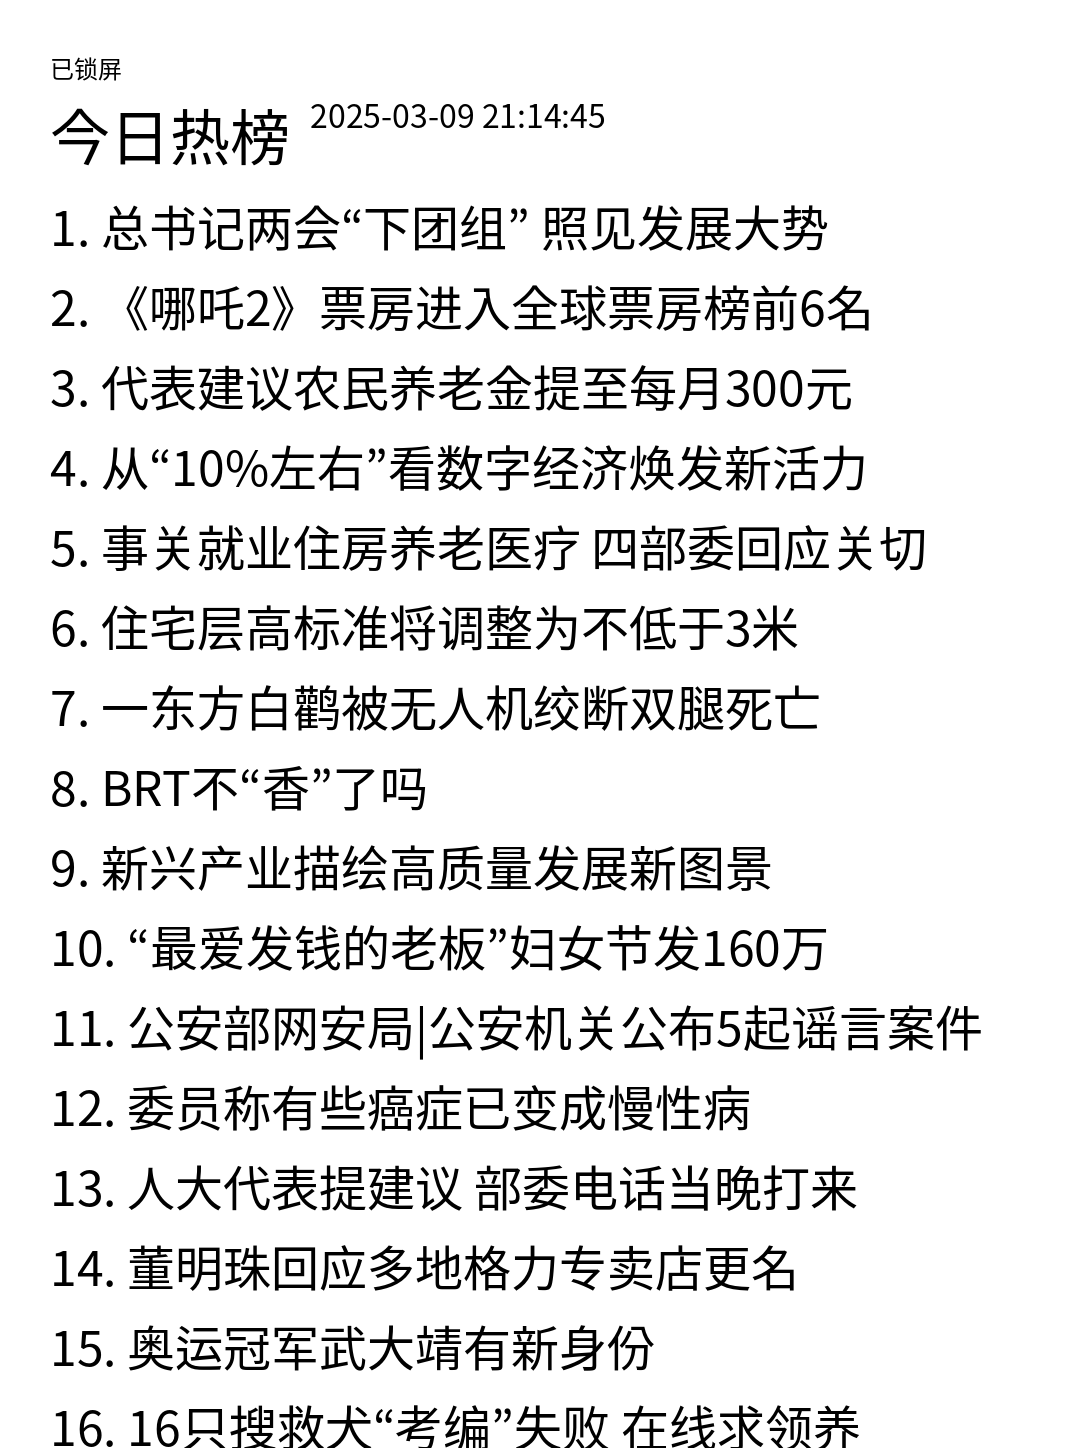 已锁屏
今日热榜 2025-03-09 21:14:45
1. 总书记两会“下团组” 照见发展大势
2. 《哪吒2》票房进入全球票房榜前6名
3. 代表建议农民养老金提至每月300元
4. 从“10%左右”看数字经济焕发新活力
5. 事关就业住房养老医疗 四部委回应关切
6. 住宅层高标准将调整为不低于3米
7. 一东方白鹳被无人机绞断双腿死亡
8. BRT不“香”了吗
9. 新兴产业描绘高质量发展新图景
10. “最爱发钱的老板”妇女节发160万
11. 公安部网安局|公安机关公布5起谣言案件
12. 委员称有些癌症已变成慢性病
13. 人大代表提建议 部委电话当晚打来
14. 董明珠回应多地格力专卖店更名
15. 奥运冠军武大靖有新身份
16. 16只搜救犬“考编”失败 在线求领养